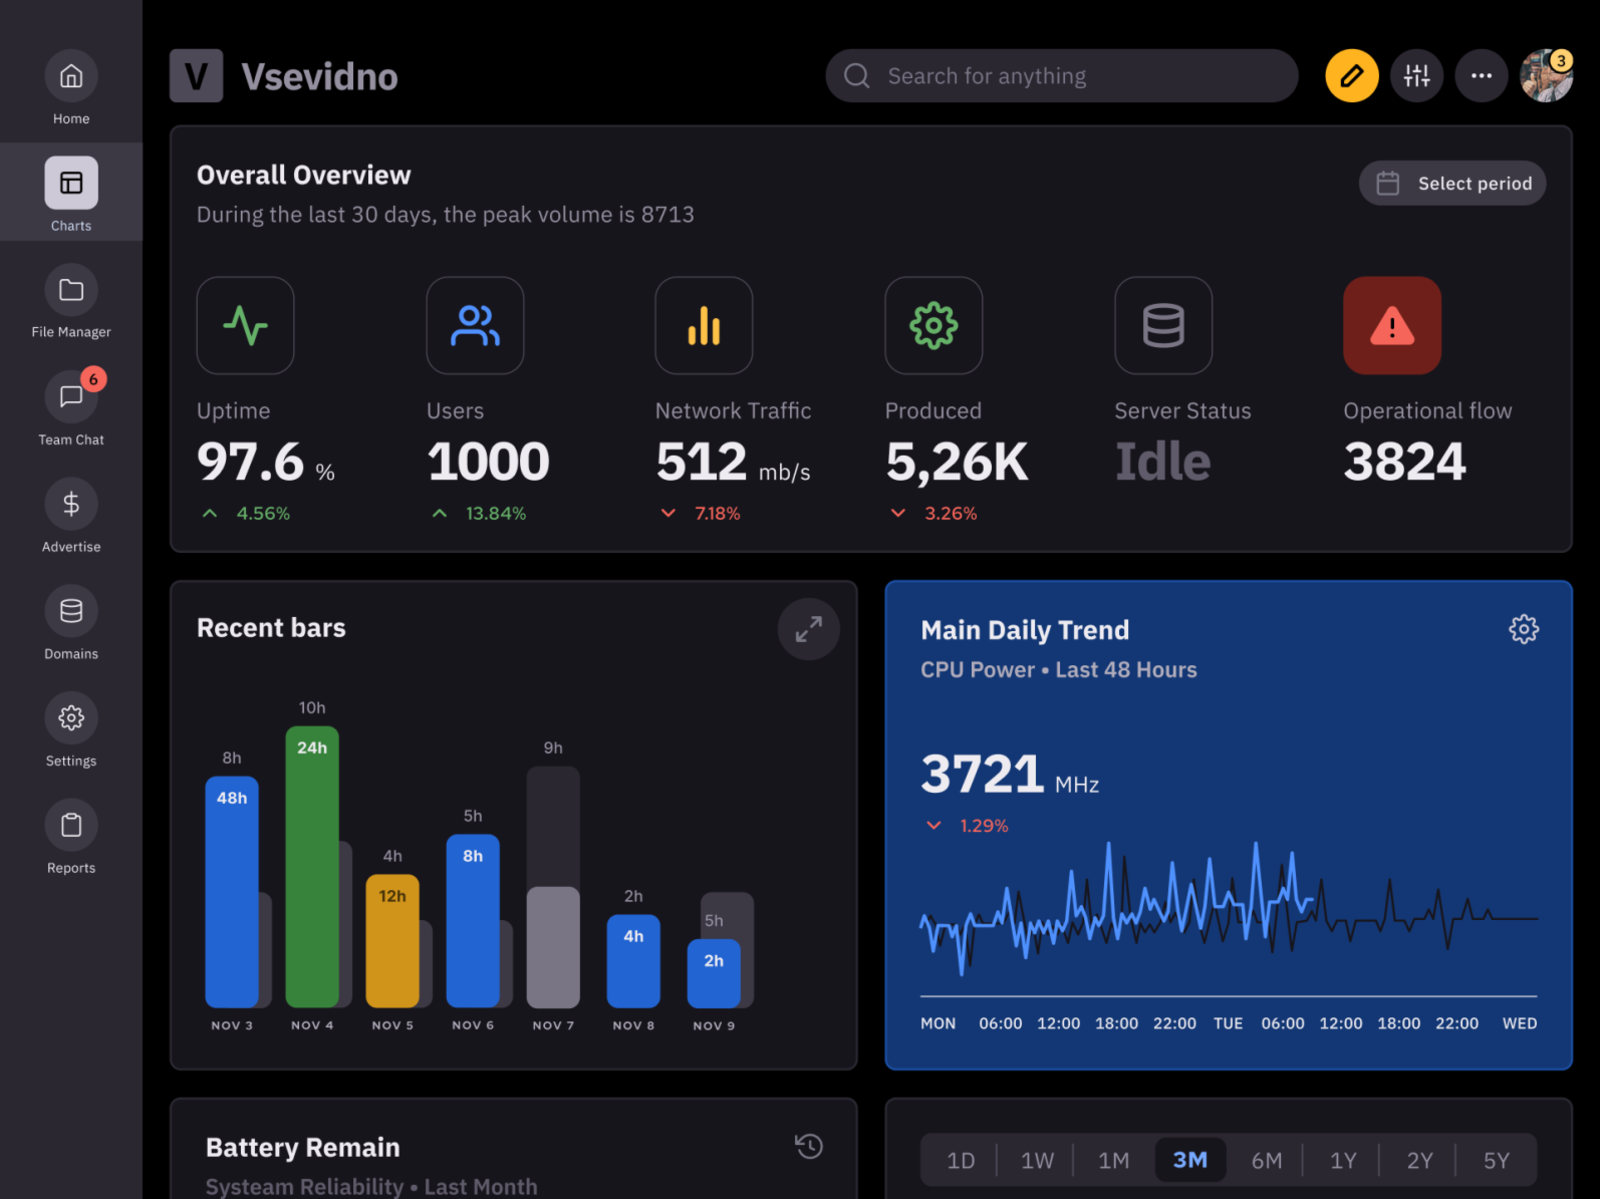 Home
Charts
File Manager
6
Team Chat
Advertise
Domains
Settings
Reports
V Vsevidno
Search for anything
3
Overall Overview
During the last 30 days, the peak volume is 8713
Select period
Uptime
97.6 %
4.56%
Users
1000
13.84%
Network Traffic
512 mb/s
7.18%
Produced
5,26K
3.26%
Server Status
Idle
Operational flow
3824
Recent bars
10h
24h
8h
48h
4h
12h
5h
8h
9h
2h
4h
5h
2h
NOV 3 NOV 4 NOV 5 NOV 6 NOV 7 NOV 8 NOV 9
Main Daily Trend
CPU Power • Last 48 Hours
3721 MHz
1.29%
MON 06:00 12:00 18:00 22:00 TUE 06:00 12:00 18:00 22:00 WED
Battery Remain
Systeam Reliability • Last Month
1D 1W 1M 3M 6M 1Y 2Y 5Y